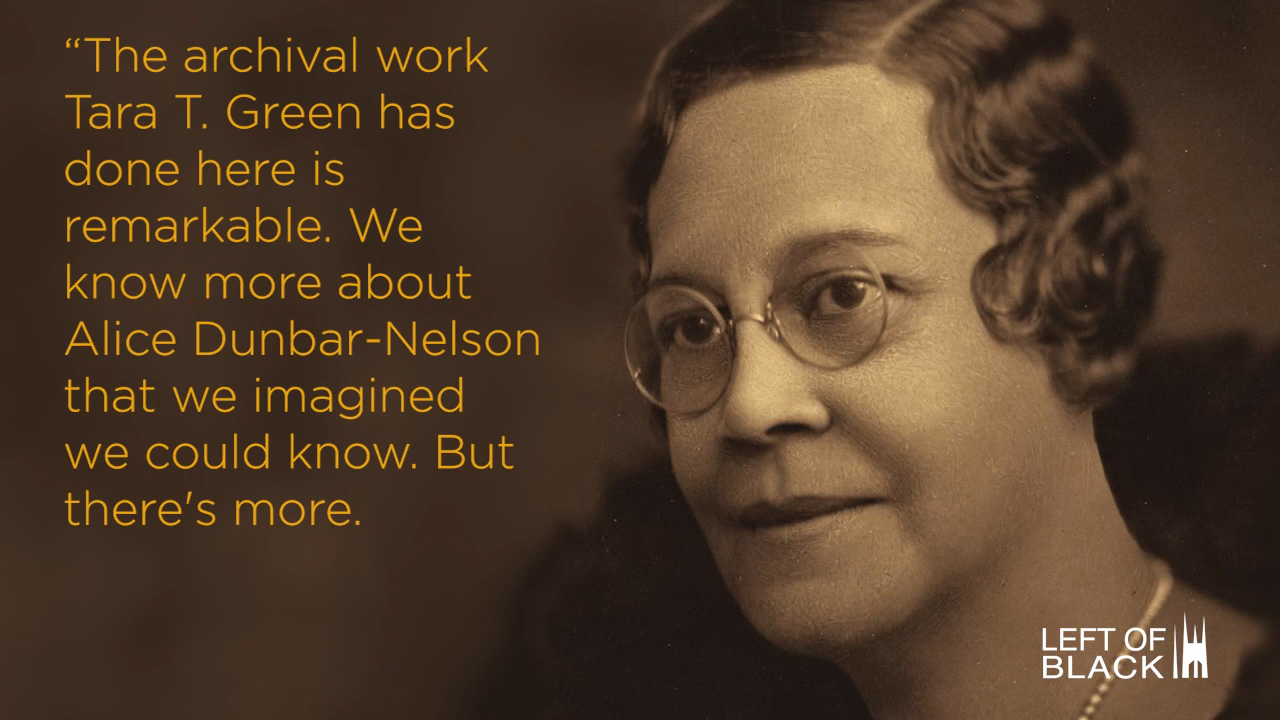 “The archival work
Tara T. Green has
done here is
remarkable. We
know more about
Alice Dunbar-Nelson
that we imagined
we could know. But
there's more.
LEFT OF
BLACK